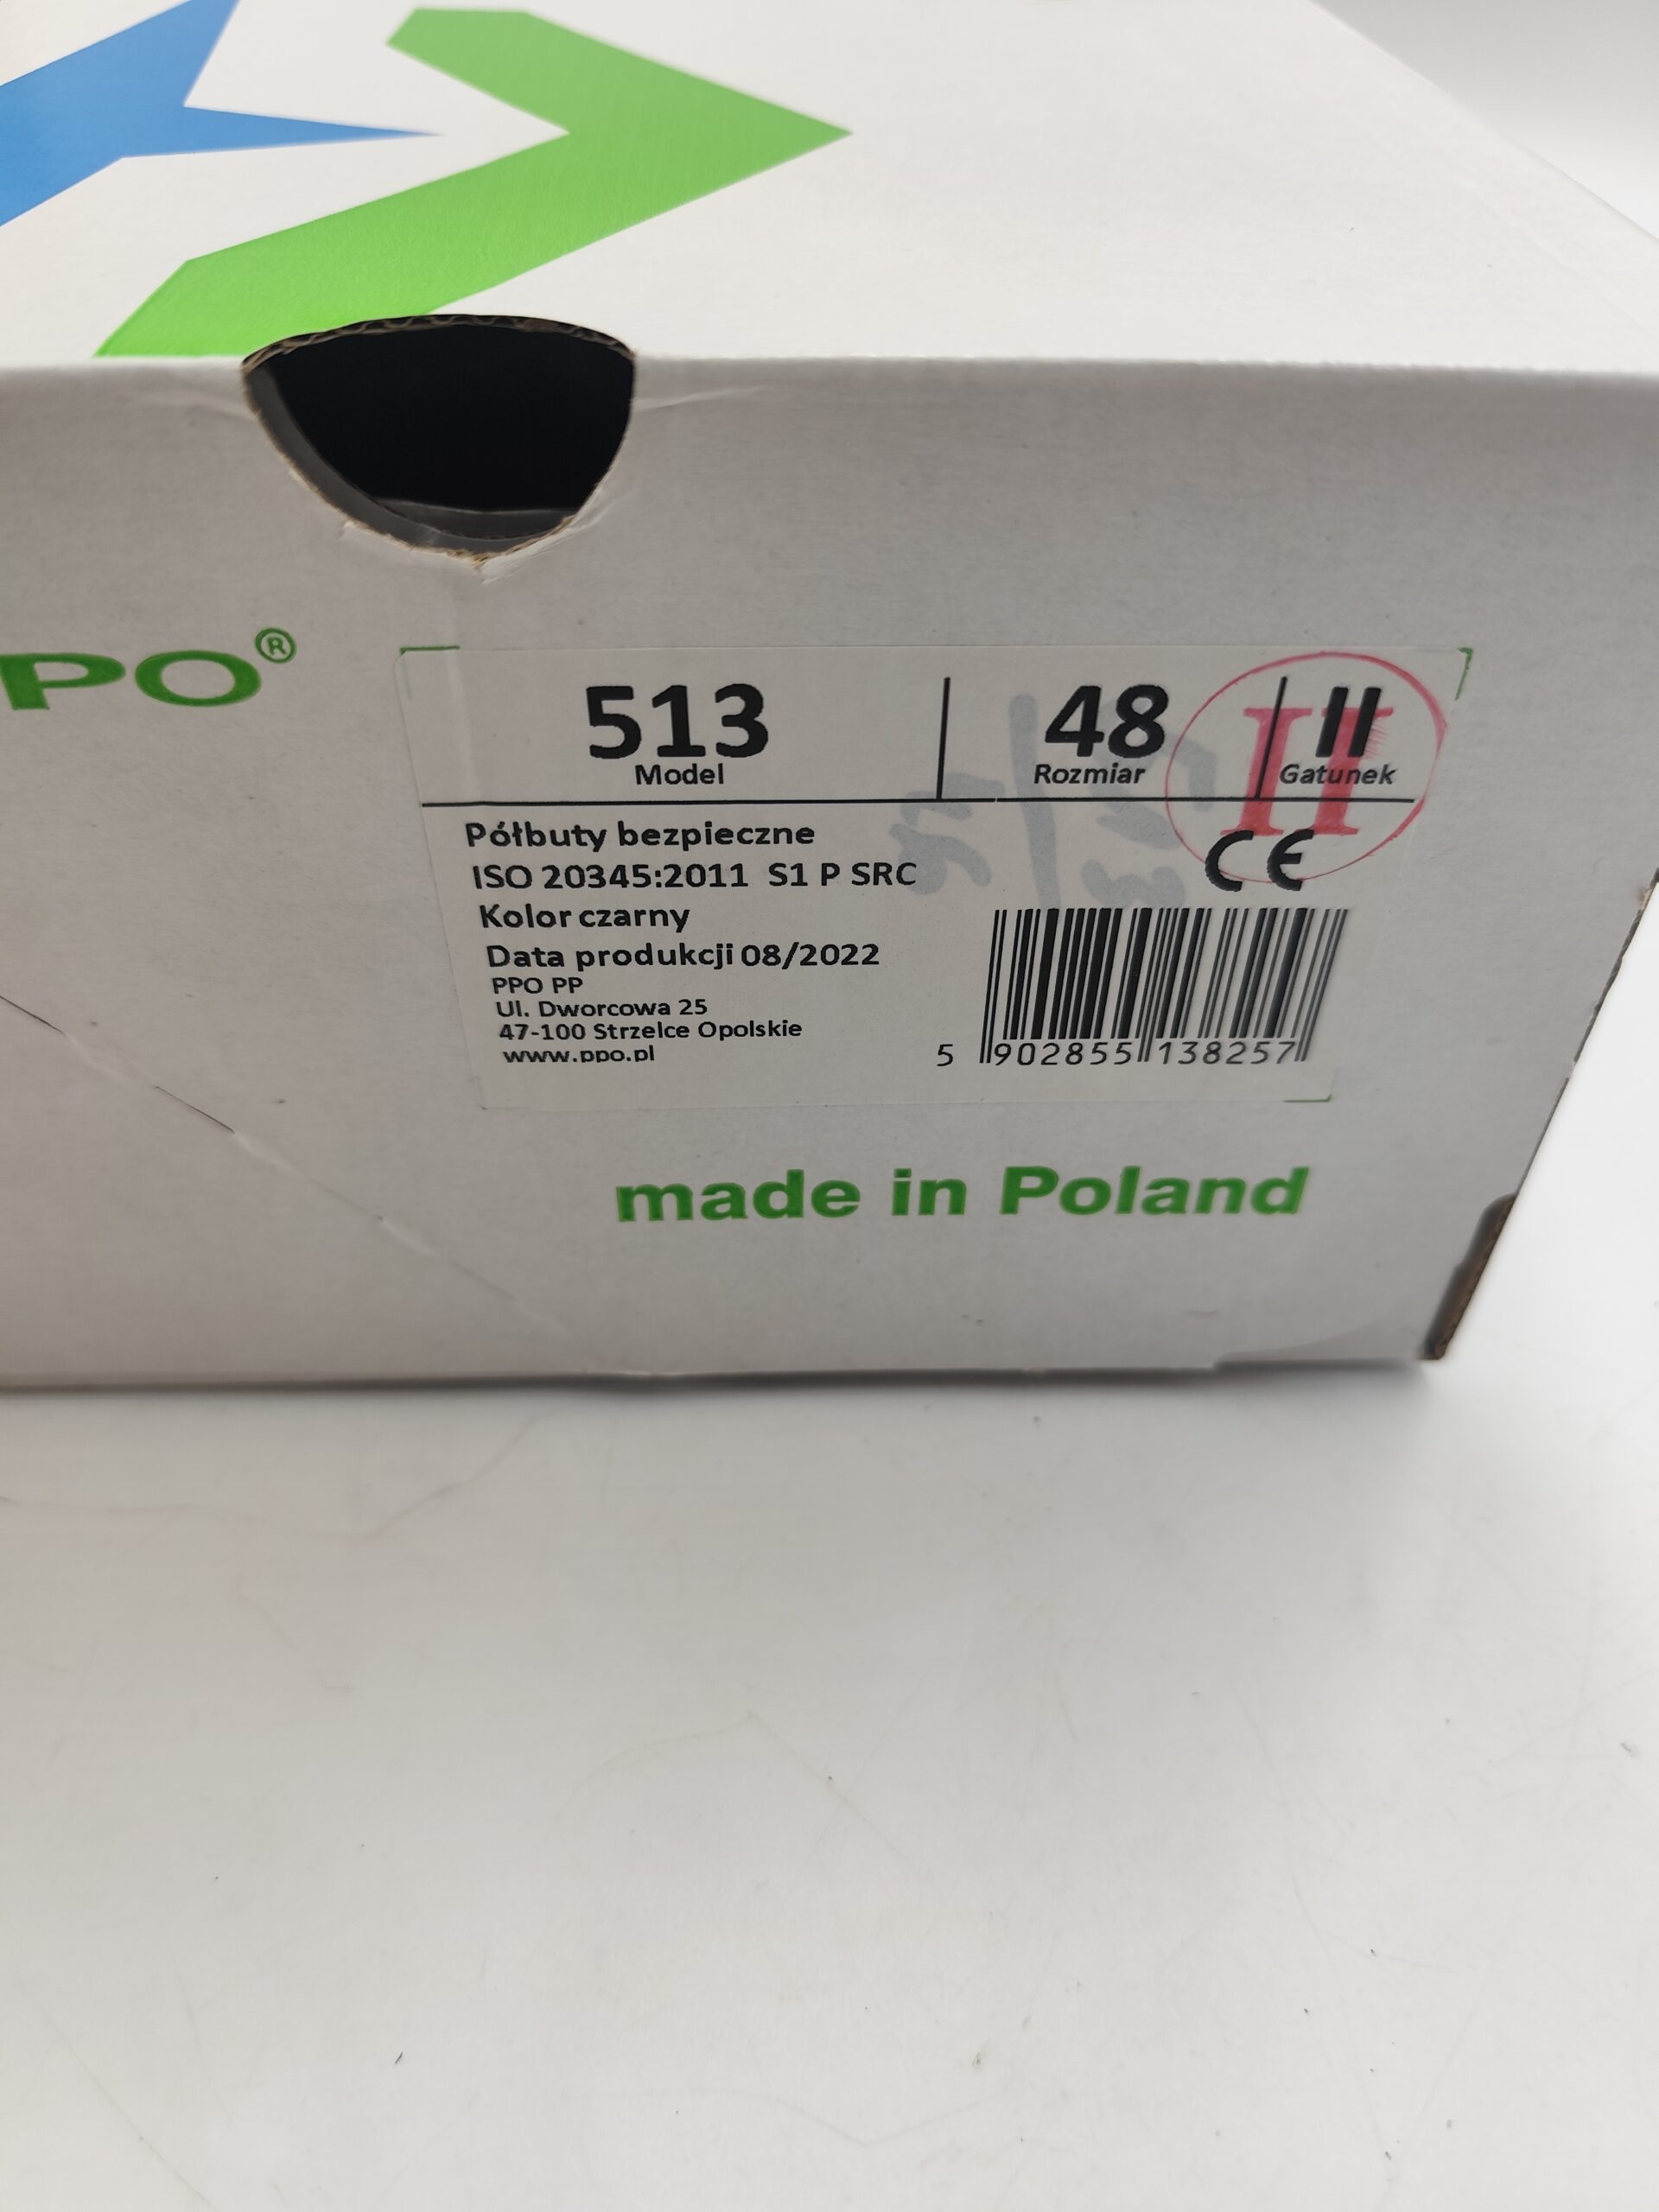 PPO®
513 48 II
Model Rozmiar Gatunek
II
Półbuty bezpieczne
ISO 20345:2011 S1 P SRC
CE
Kolor czarny
Data produkcji 08/2022
PPO PP
Ul. Dworcowa 25
47-100 Strzelce Opolskie
www.ppo.pl
5 902855 138257
made in Poland